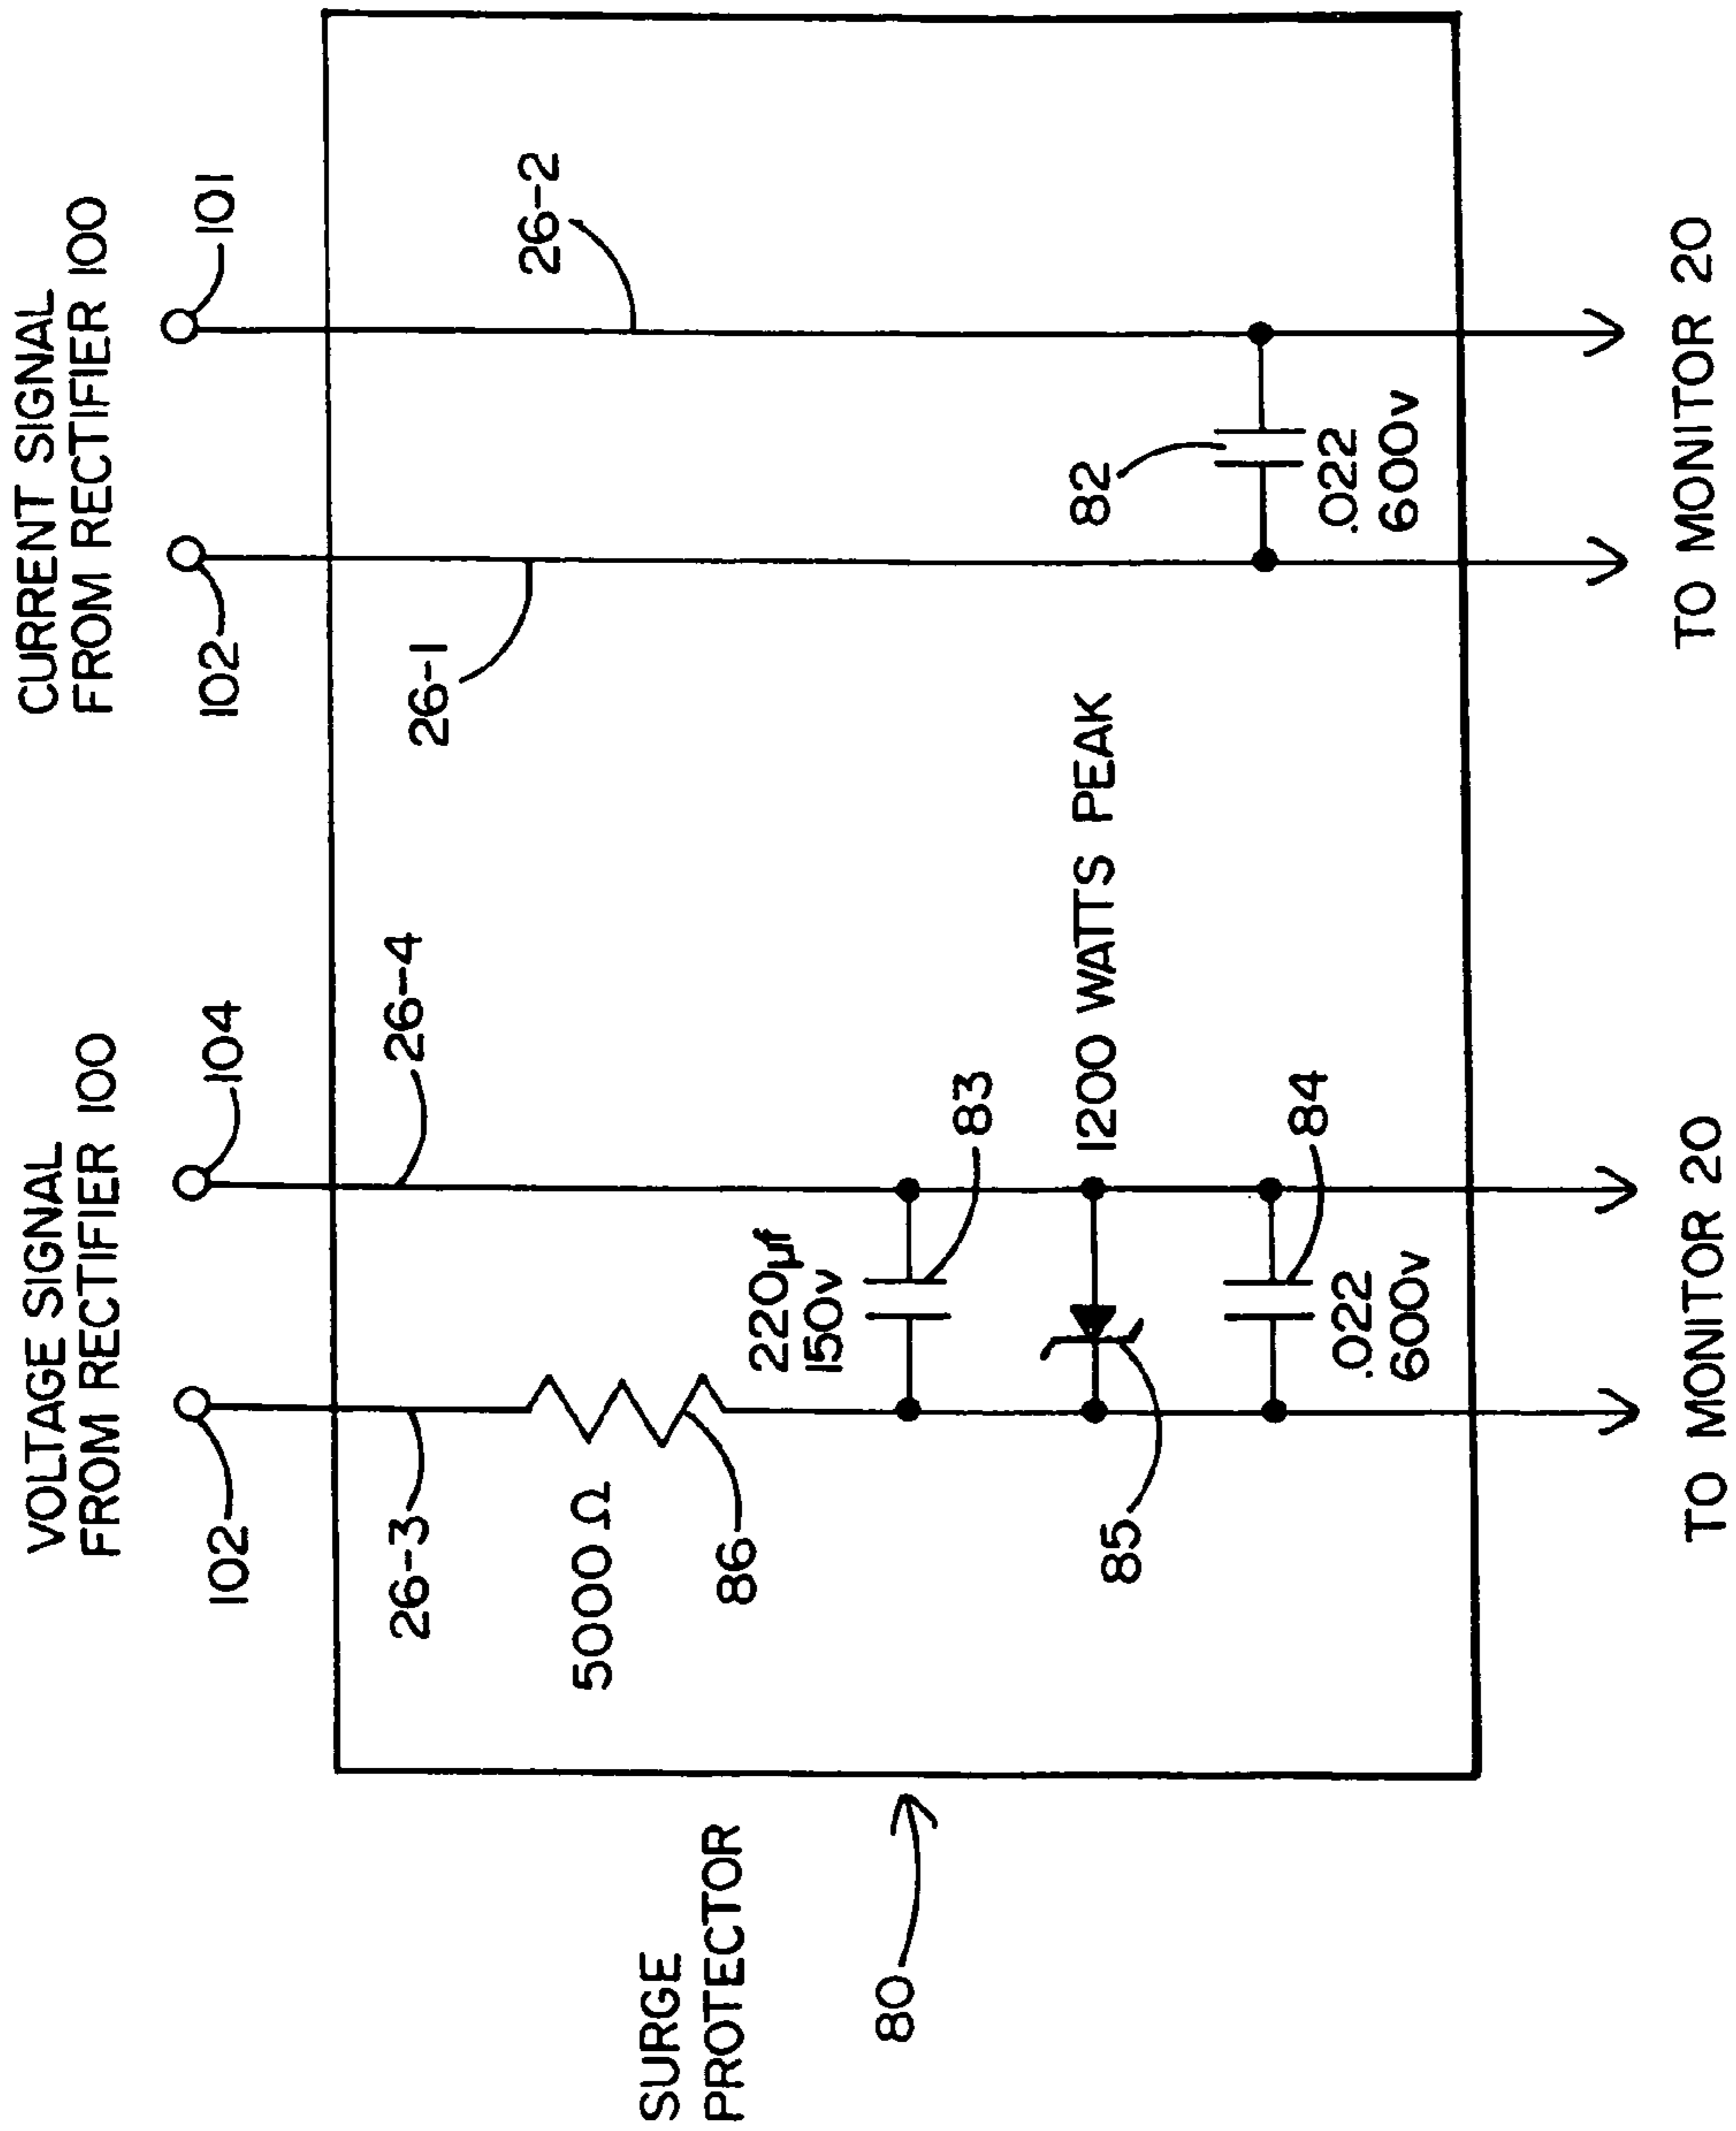 VOLTAGE SIGNAL
FROM RECTIFIER 100
CURRENT SIGNAL
FROM RECTIFIER 100
102
104
102
101
26-3
26-4
26-1
26-2
5000 Ω
86
SURGE
PROTECTOR
80
220µf
150v
83
85
1200 WATTS PEAK
84
.022
600v
82
.022
600v
TO MONITOR 20
TO MONITOR 20